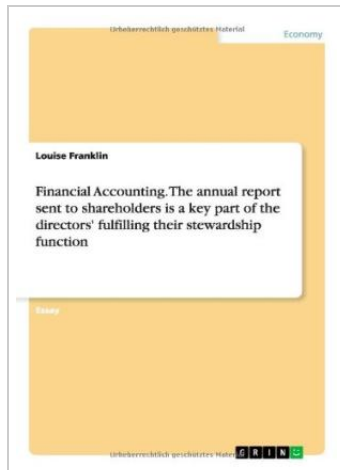 Urheberrechtlich geschütztes Material
Economy
Louise Franklin
Financial Accounting. The annual report
sent to shareholders is a key part of the
directors' fulfilling their stewardship
function
Essay
Urheberrechtlich geschütztes Mater
GRIN